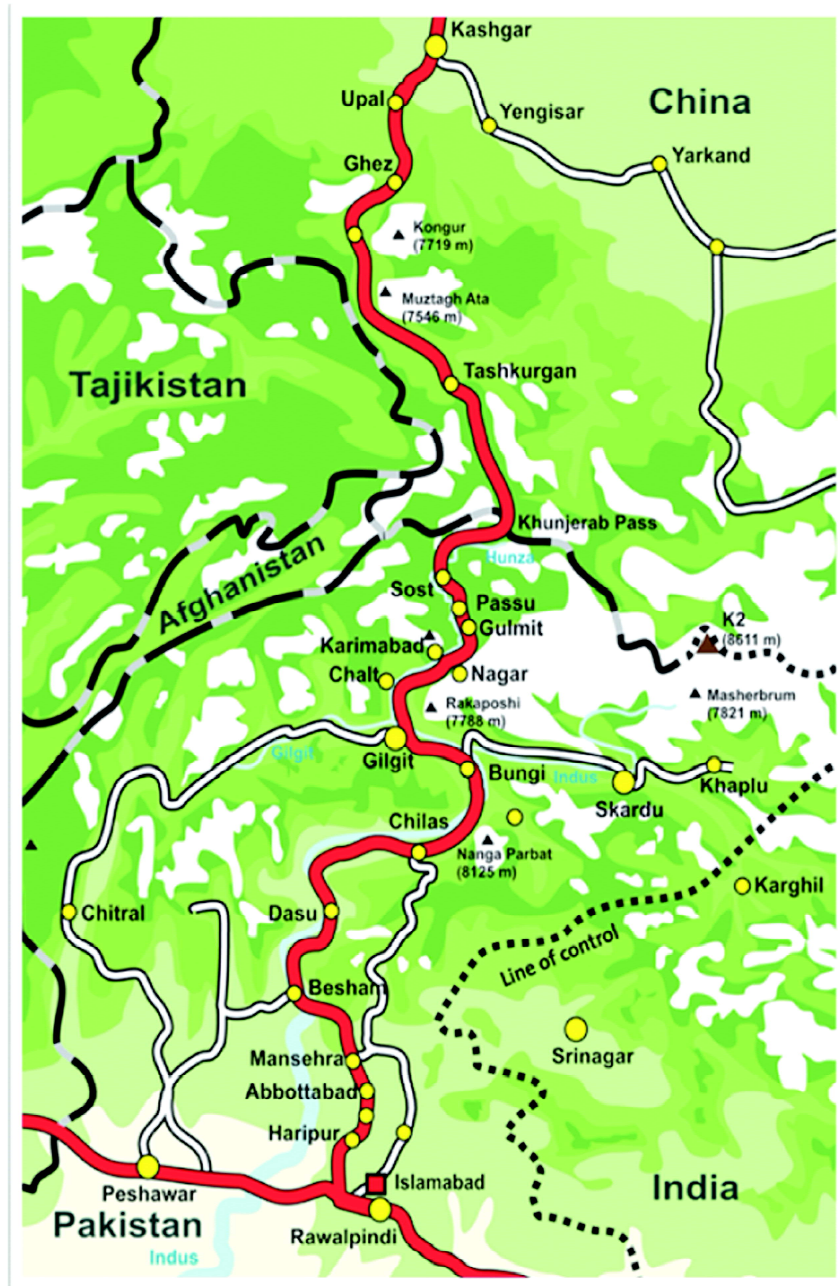 Kashgar
China
Upal
Yengisar
Yarkand
Ghez
Kongur
(7719 m)
Muztagh Ata
(7546 m)
Tajikistan
Tashkurgan
Khunjerab Pass
Afghanistan
Hunza
Sost
Passu
Gulmit
K2
(8611 m)
Karimabad
Chalt
Nagar
Rakaposhi
(7788 m)
Masherbrum
(7821 m)
Gilgit
Gilgit
Bungi
Indus
Skardu
Khaplu
Chilas
Nanga Parbat
(8125 m)
Karghil
Chitral
Dasu
Line of control
Besham
Srinagar
Mansehra
Abbottabad
Haripur
Islamabad
India
Peshawar
Pakistan
Rawalpindi
Indus